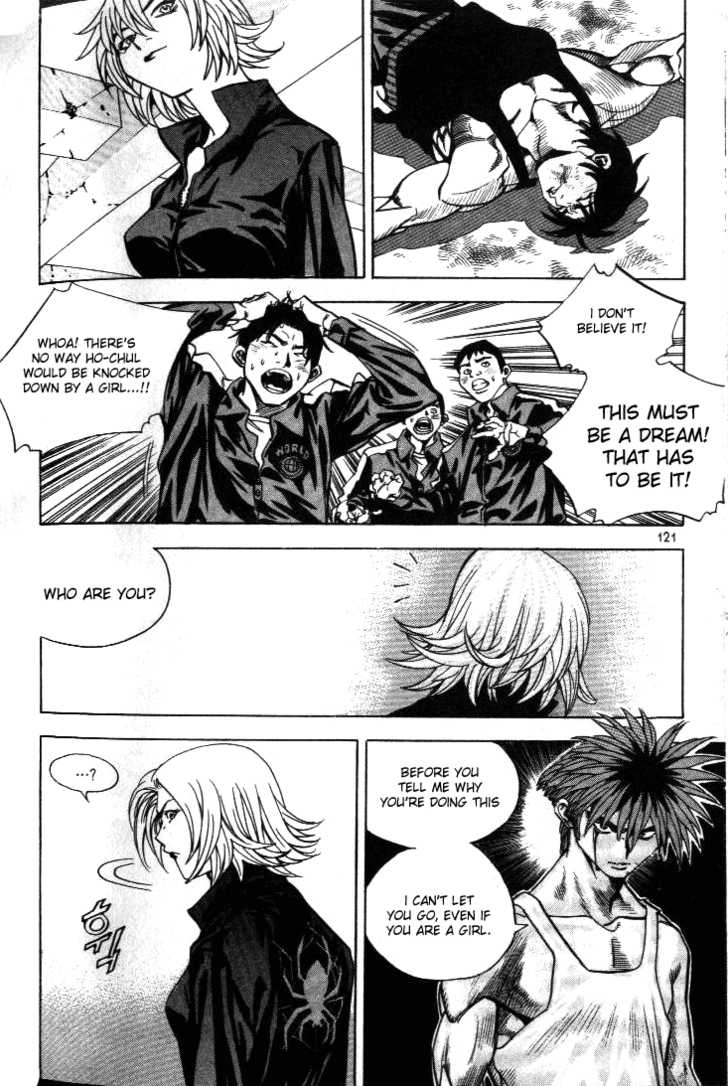 WHOA! THERE'S
NO WAY HO-CHUL
WOULD BE KNOCKED
DOWN BY A GIRL...!!
I DON'T
BELIEVE IT!
THIS MUST
BE A DREAM!
THAT HAS
TO BE IT!
WORLD
121
WHO ARE YOU?
...?
휙
BEFORE YOU
TELL ME WHY
YOU'RE DOING THIS
I CAN'T LET
YOU GO, EVEN IF
YOU ARE A GIRL.